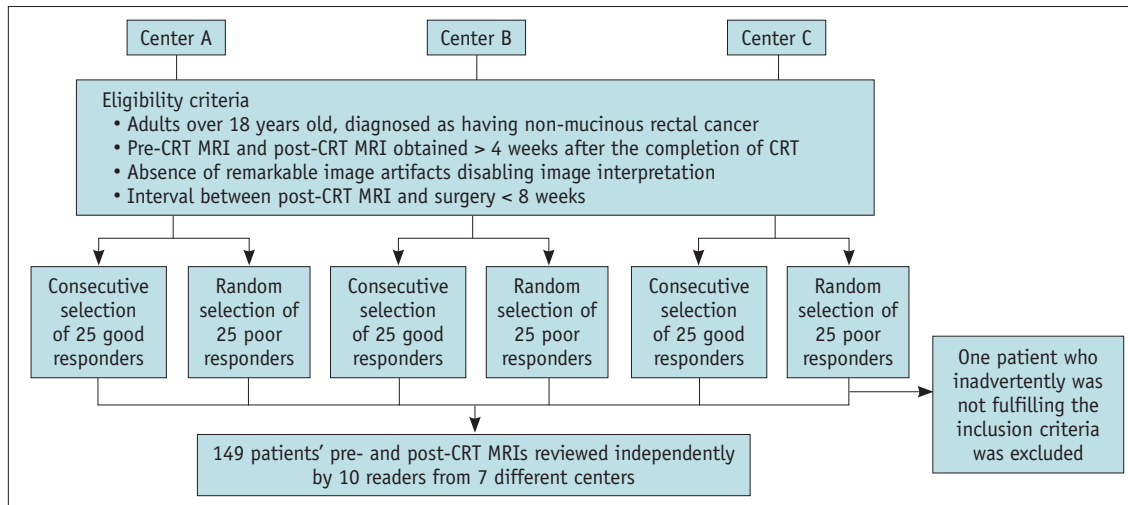 Center A
Center B
Center C
Eligibility criteria
• Adults over 18 years old, diagnosed as having non-mucinous rectal cancer
• Pre-CRT MRI and post-CRT MRI obtained > 4 weeks after the completion of CRT
• Absence of remarkable image artifacts disabling image interpretation
• Interval between post-CRT MRI and surgery < 8 weeks
Consecutive
selection
of 25 good
responders
Random
selection of
25 poor
responders
Consecutive
selection
of 25 good
responders
Random
selection of
25 poor
responders
Consecutive
selection
of 25 good
responders
Random
selection of
25 poor
responders
One patient who
inadvertently was
not fulfilling the
inclusion criteria
was excluded
149 patients’ pre- and post-CRT MRIs reviewed independently
by 10 readers from 7 different centers